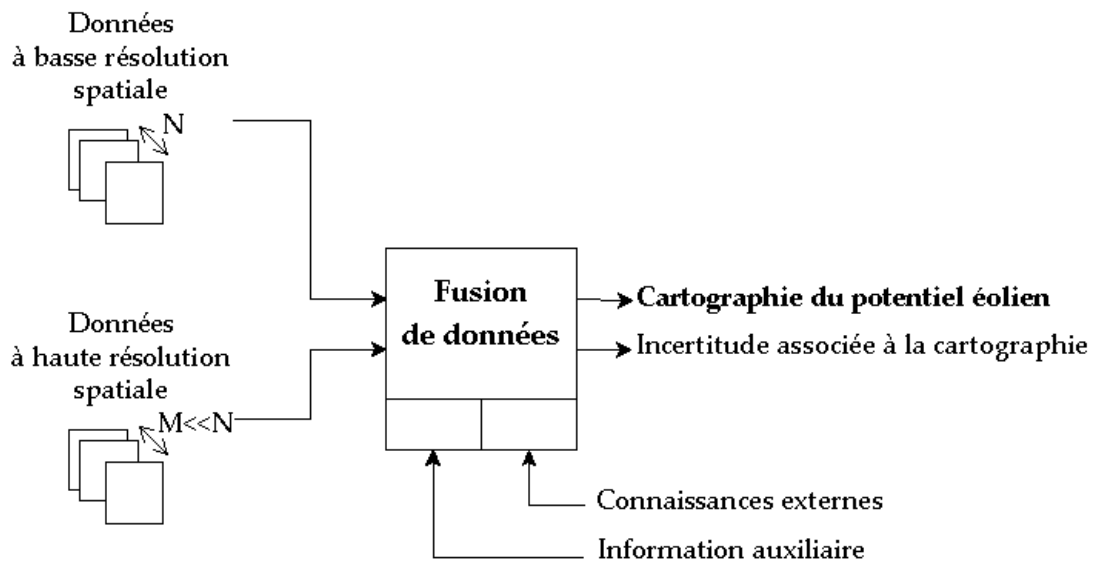 Données
à basse résolution
spatiale
N
Données
à haute résolution
spatiale
M<<N
Fusion
de données
Cartographie du potentiel éolien
Incertitude associée à la cartographie
Connaissances externes
Information auxiliaire